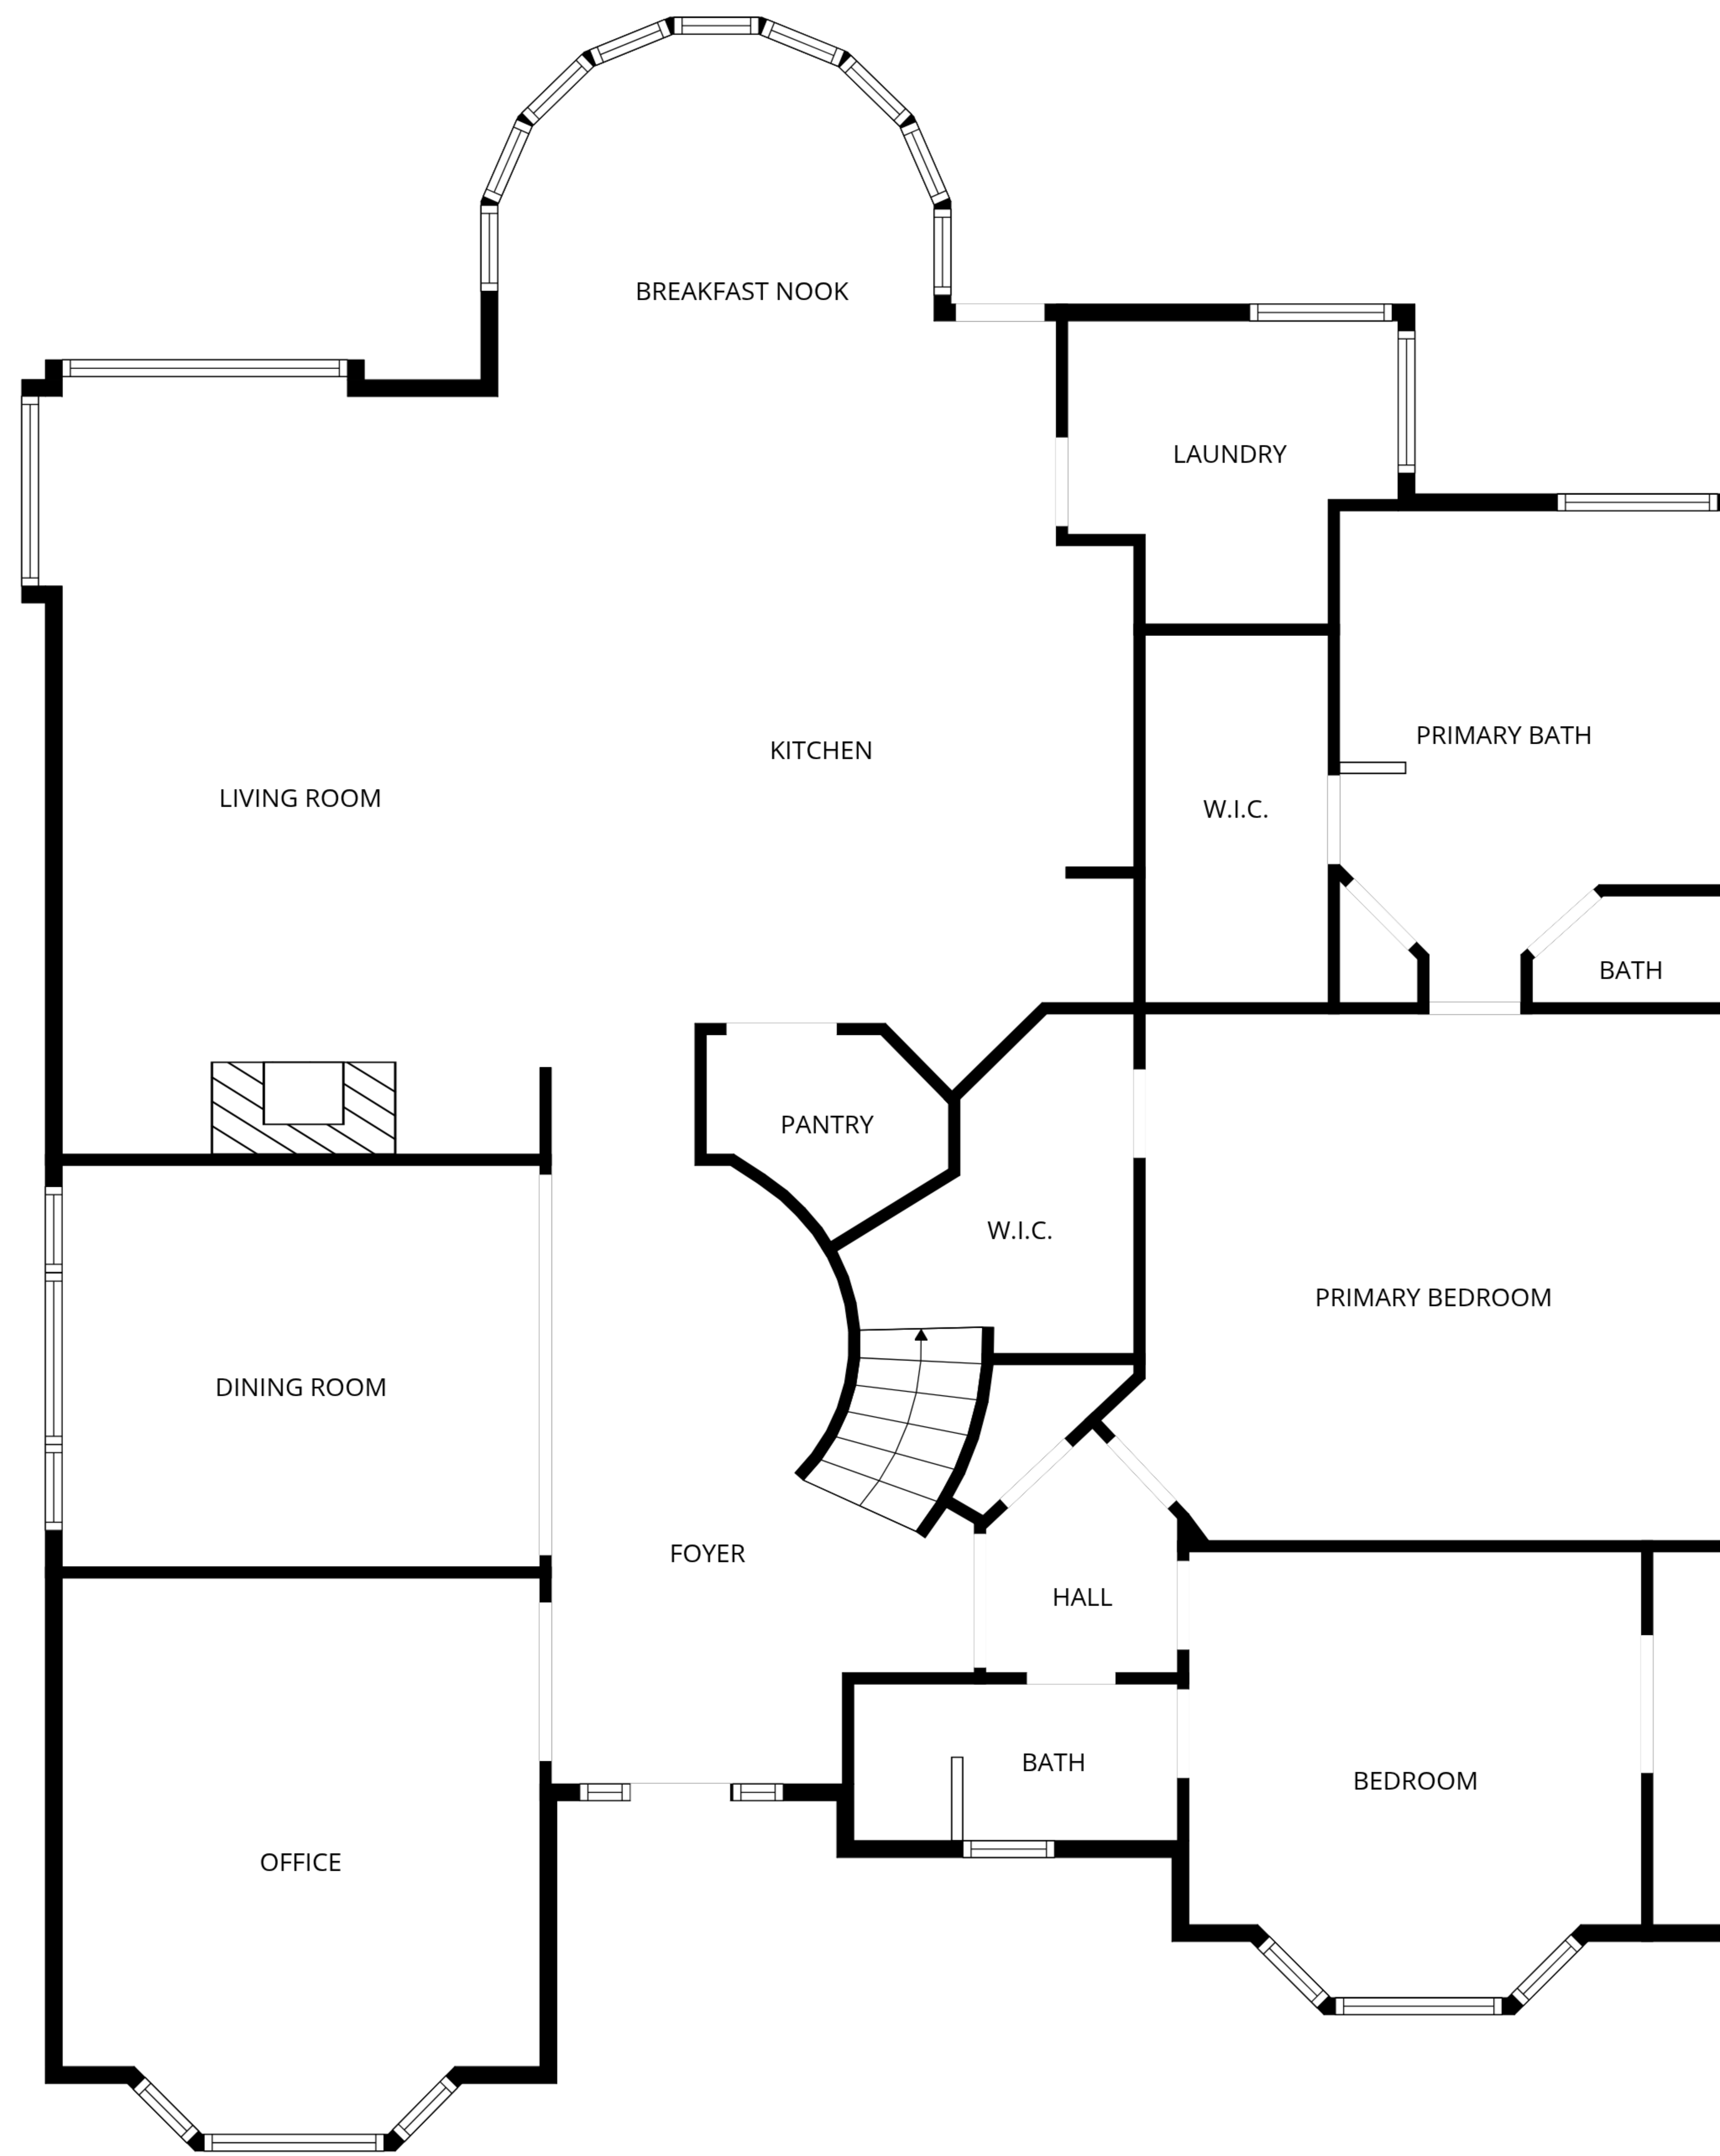 BREAKFAST NOOK
LAUNDRY
PRIMARY BATH
KITCHEN
LIVING ROOM
W.I.C.
BATH
PANTRY
W.I.C.
PRIMARY BEDROOM
DINING ROOM
FOYER
HALL
BATH
BEDROOM
OFFICE